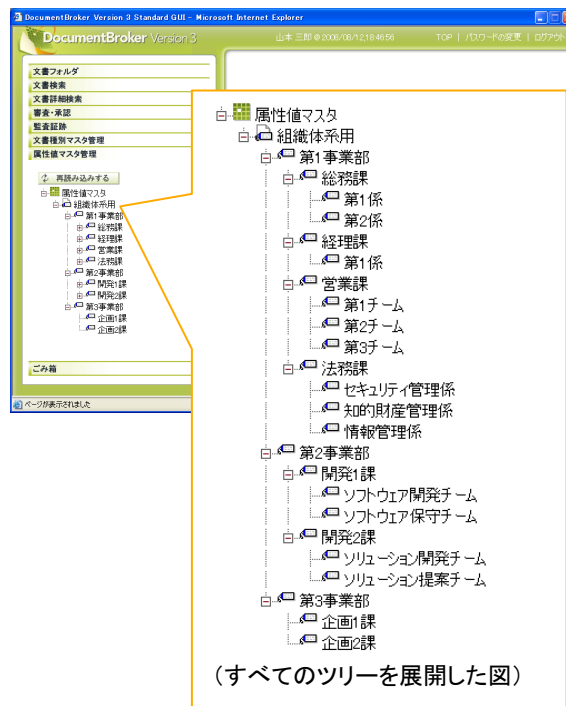 DocumentBroker Version 3 Standard GUI - Microsoft Internet Explorer
DocumentBroker Version 3
山本 三郎@2008/08/12,18:46:56 TOP | パスワードの変更 | ログアウト
文書フォルダ
文書検索
文書詳細検索
審査・承認
監査証跡
文書種別マスタ管理
属性値マスタ管理
再読み込みする
属性値マスタ
組織体系用
第1事業部
総務課
経理課
営業課
法務課
第2事業部
開発1課
開発2課
第3事業部
企画1課
企画2課
ごみ箱
ページが表示されました
属性値マスタ
組織体系用
第1事業部
総務課
第1係
第2係
経理課
第1係
営業課
第1チーム
第2チーム
第3チーム
法務課
セキュリティ管理係
知的財産管理係
情報管理係
第2事業部
開発1課
ソフトウェア開発チーム
ソフトウェア保守チーム
開発2課
ソリューション開発チーム
ソリューション提案チーム
第3事業部
企画1課
企画2課
(すべてのツリーを展開した図)